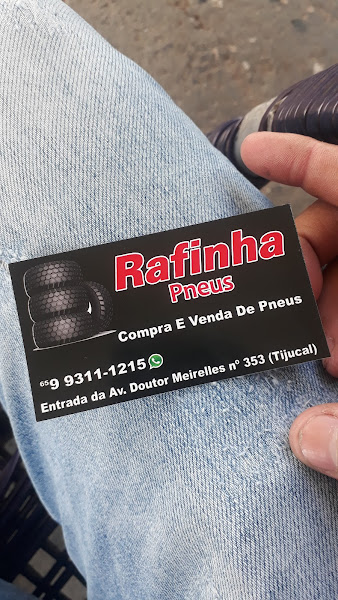 Rafinha
Pneus
Compra E Venda De Pneus
65 9 9311-1215
Entrada da Av. Doutor Meirelles nº 353 (Tijucal)